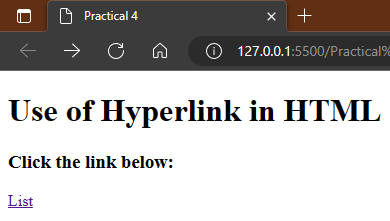 Practical 4
127.0.0.1:5500/Practical%
Use of Hyperlink in HTML
Click the link below:
List